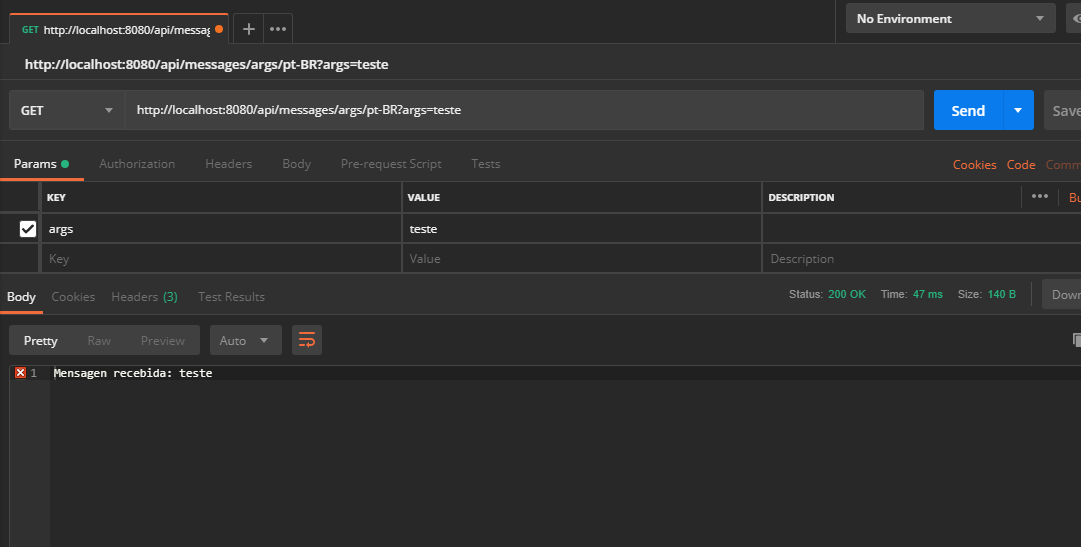 GET http://localhost:8080/api/messag
No Environment
http://localhost:8080/api/messages/args/pt-BR?args=teste
GET http://localhost:8080/api/messages/args/pt-BR?args=teste Send Save
Params Authorization Headers Body Pre-request Script Tests Cookies Code Comm
KEY VALUE DESCRIPTION ••• Bu
args teste
Key Value Description
Body Cookies Headers (3) Test Results Status: 200 OK Time: 47 ms Size: 140 B Down
Pretty Raw Preview Auto
1 Mensagen recebida: teste